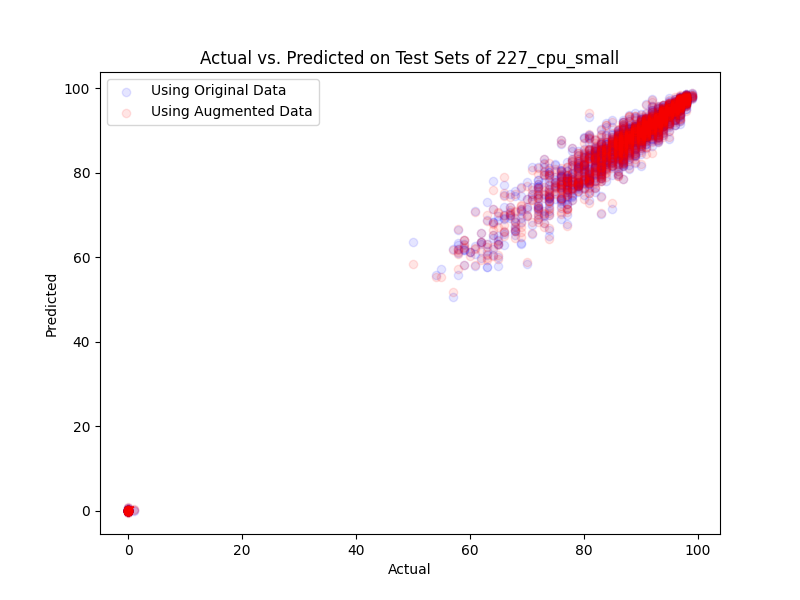 Actual vs. Predicted on Test Sets of 227_cpu_small
Using Original Data
Using Augmented Data
100
80
60
40
20
0
Predicted
0 20 40 60 80 100
Actual